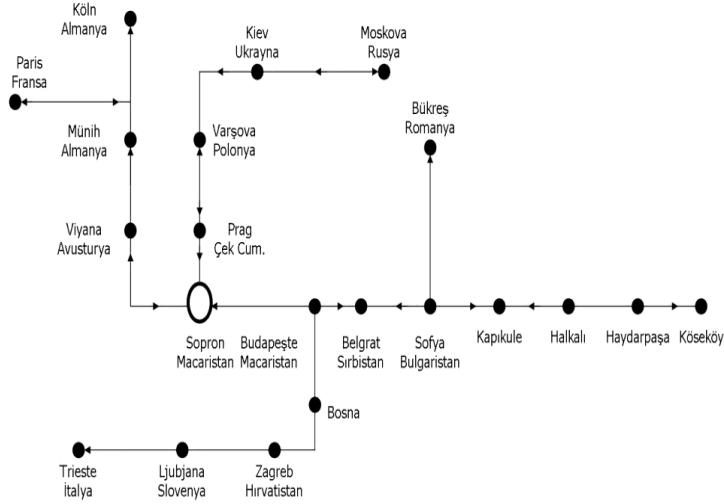 Köln
Almanya
Kiev
Ukrayna
Moskova
Rusya
Paris
Fransa
Bükreş
Romanya
Münih
Almanya
Varşova
Polonya
Viyana
Avusturya
Prag
Çek Cum.
Sopron
Macaristan
Budapeşte
Macaristan
Belgrat
Sırbistan
Sofya
Bulgaristan
Kapıkule
Halkalı
Haydarpaşa
Köseköy
Bosna
Trieste
İtalya
Ljubjana
Slovenya
Zagreb
Hırvatistan